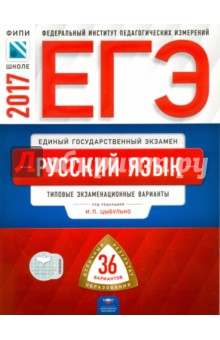 ФИПИ
ШКОЛЕ
2017
ФЕДЕРАЛЬНЫЙ ИНСТИТУТ ПЕДАГОГИЧЕСКИХ ИЗМЕРЕНИЙ
ЕГЭ
ЕДИНЫЙ ГОСУДАРСТВЕННЫЙ ЭКЗАМЕН
РУССКИЙ ЯЗЫК
ТИПОВЫЕ ЭКЗАМЕНАЦИОННЫЕ ВАРИАНТЫ
ПОД РЕДАКЦИЕЙ
И.П. ЦЫБУЛЬКО
36
ВАРИАНТОВ
ОБРАЗОВАНИЕ